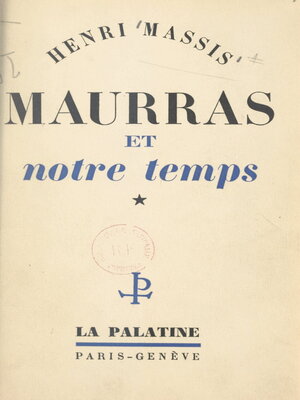 HENRI MASSIS
MAURRAS
ET
notre temps
★
LA PALATINE
PARIS-GENÈVE